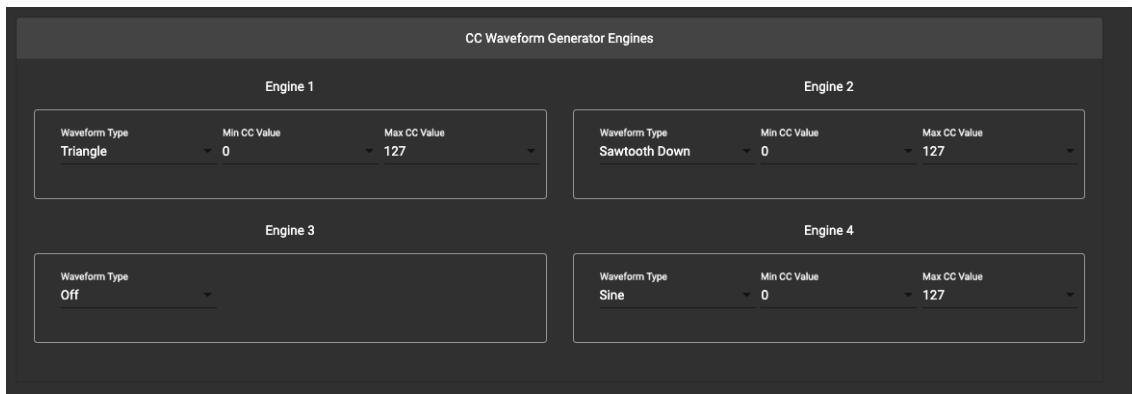 CC Waveform Generator Engines
Engine 1
Waveform Type Min CC Value Max CC Value
Triangle 0 127
Engine 2
Waveform Type Min CC Value Max CC Value
Sawtooth Down 0 127
Engine 3
Waveform Type
Off
Engine 4
Waveform Type Min CC Value Max CC Value
Sine 0 127